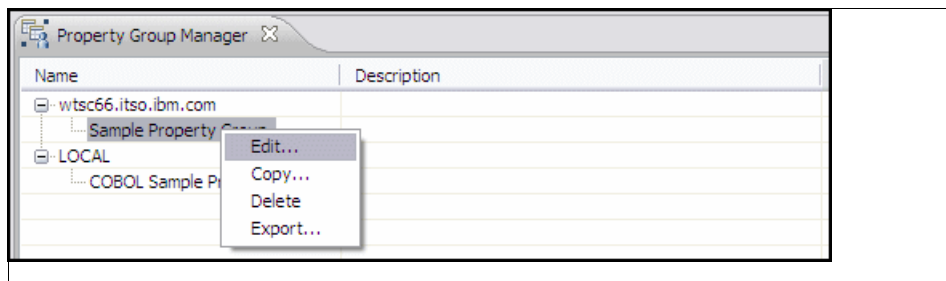 Property Group Manager
Name Description
wtsc66.itso.ibm.com
Sample Property Group
Edit...
LOCAL
Copy...
COBOL Sample
Delete
Export...